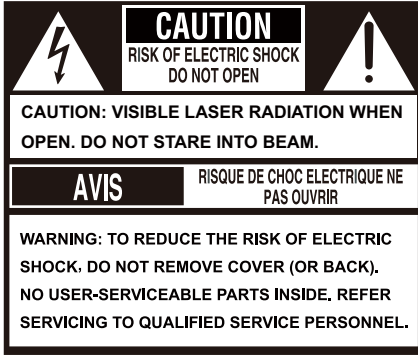 CAUTION
RISK OF ELECTRIC SHOCK
DO NOT OPEN
CAUTION: VISIBLE LASER RADIATION WHEN
OPEN. DO NOT STARE INTO BEAM.
AVIS
RISQUE DE CHOC ELECTRIQUE NE
PAS OUVRIR
WARNING: TO REDUCE THE RISK OF ELECTRIC
SHOCK, DO NOT REMOVE COVER (OR BACK).
NO USER-SERVICEABLE PARTS INSIDE. REFER
SERVICING TO QUALIFIED SERVICE PERSONNEL.